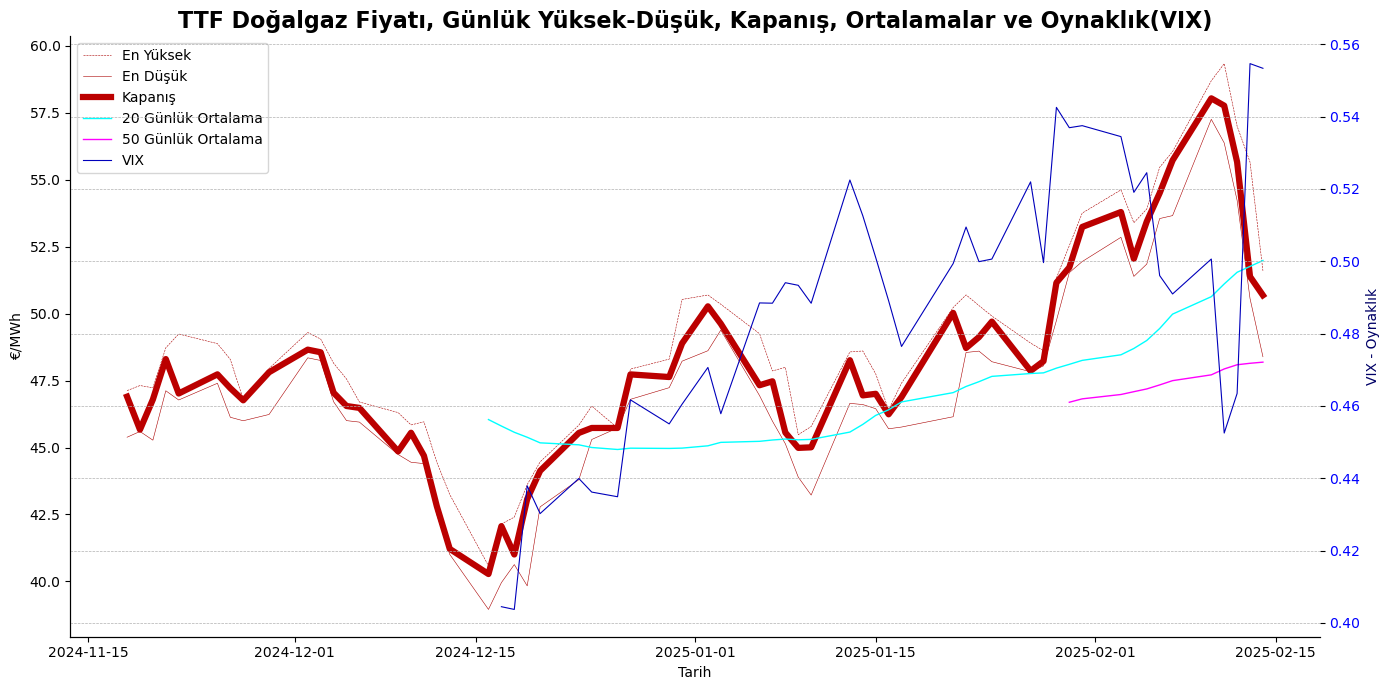 TTF Doğalgaz Fiyatı, Günlük Yüksek-Düşük, Kapanış, Ortalamalar ve Oynaklık(VIX)
En Yüksek
En Düşük
Kapanış
20 Günlük Ortalama
50 Günlük Ortalama
VIX
€/MWh
60.0
57.5
55.0
52.5
50.0
47.5
45.0
42.5
40.0
0.56
0.54
0.52
0.50
0.48
0.46
0.44
0.42
0.40
VIX - Oynaklık
2024-11-15
2024-12-01
2024-12-15
2025-01-01
2025-01-15
2025-02-01
2025-02-15
Tarih